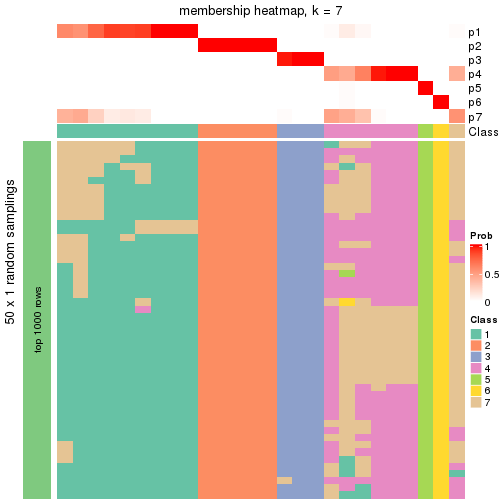 membership heatmap, k = 7
p1
p2
p3
p4
p5
p6
p7
Class
50 x 1 random samplings
top 1000 rows
Prob
1
0.5
0
Class
1
2
3
4
5
6
7